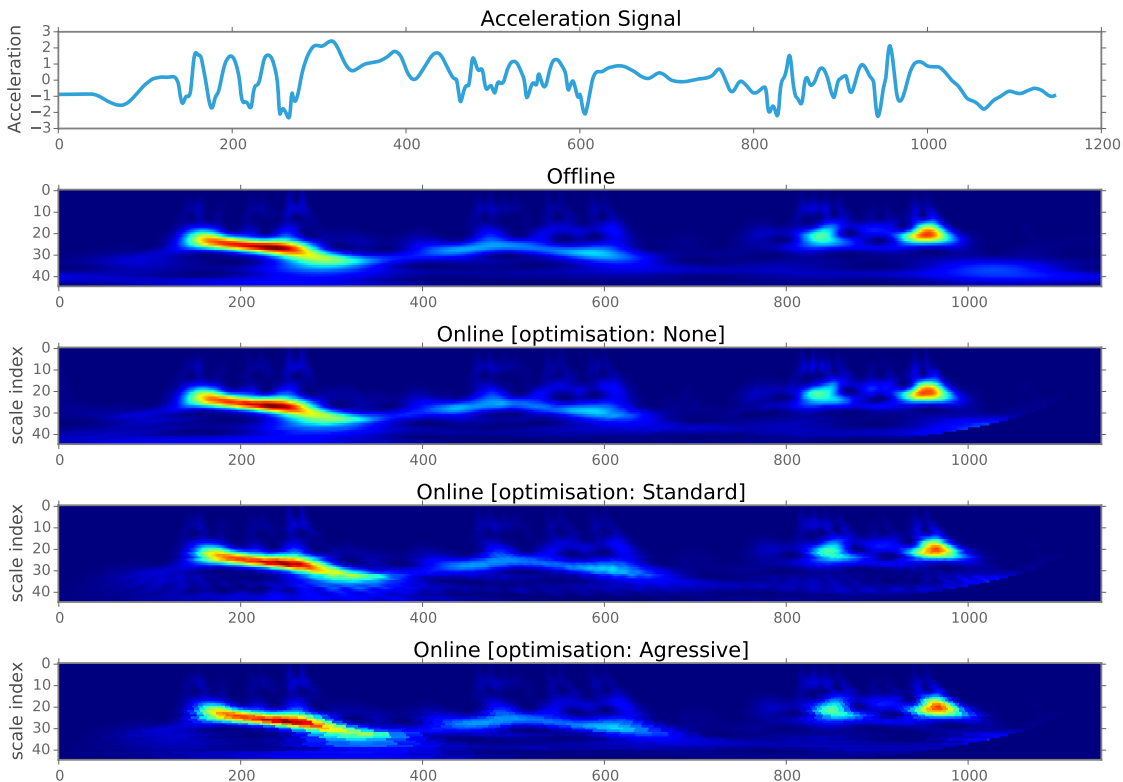 Acceleration Signal
Acceleration
3
2
1
0
−1
−2
−3
0 200 400 600 800 1000 1200
Offline
0
10
20
30
40
0 200 400 600 800 1000
Online [optimisation: None]
scale index
0
10
20
30
40
0 200 400 600 800 1000
Online [optimisation: Standard]
scale index
0
10
20
30
40
0 200 400 600 800 1000
Online [optimisation: Agressive]
scale index
0
10
20
30
40
0 200 400 600 800 1000